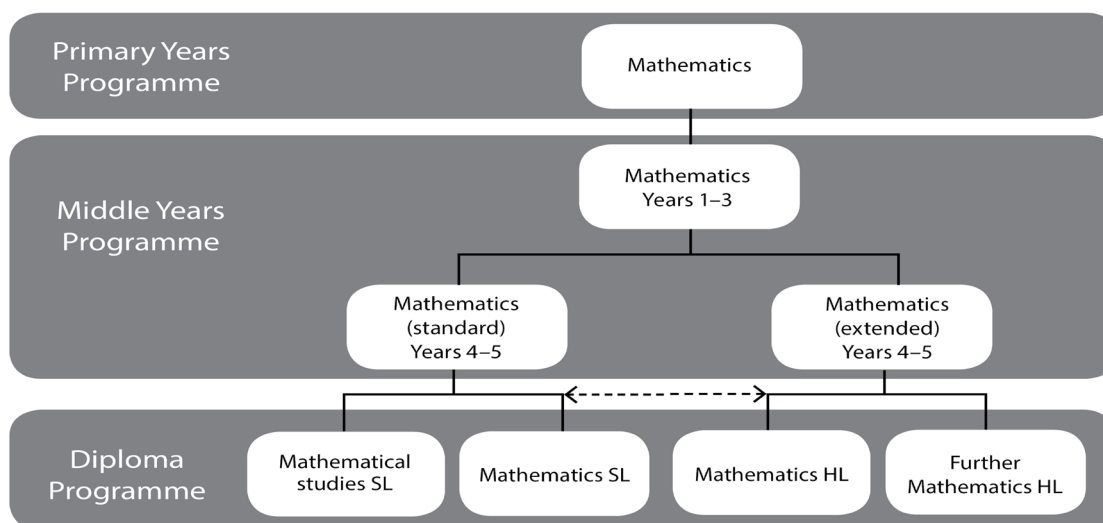 Primary Years
Programme
Mathematics
Middle Years
Programme
Mathematics
Years 1–3
Mathematics
(standard)
Years 4–5
Mathematics
(extended)
Years 4–5
Diploma
Programme
Mathematical
studies SL
Mathematics SL
Mathematics HL
Further
Mathematics HL